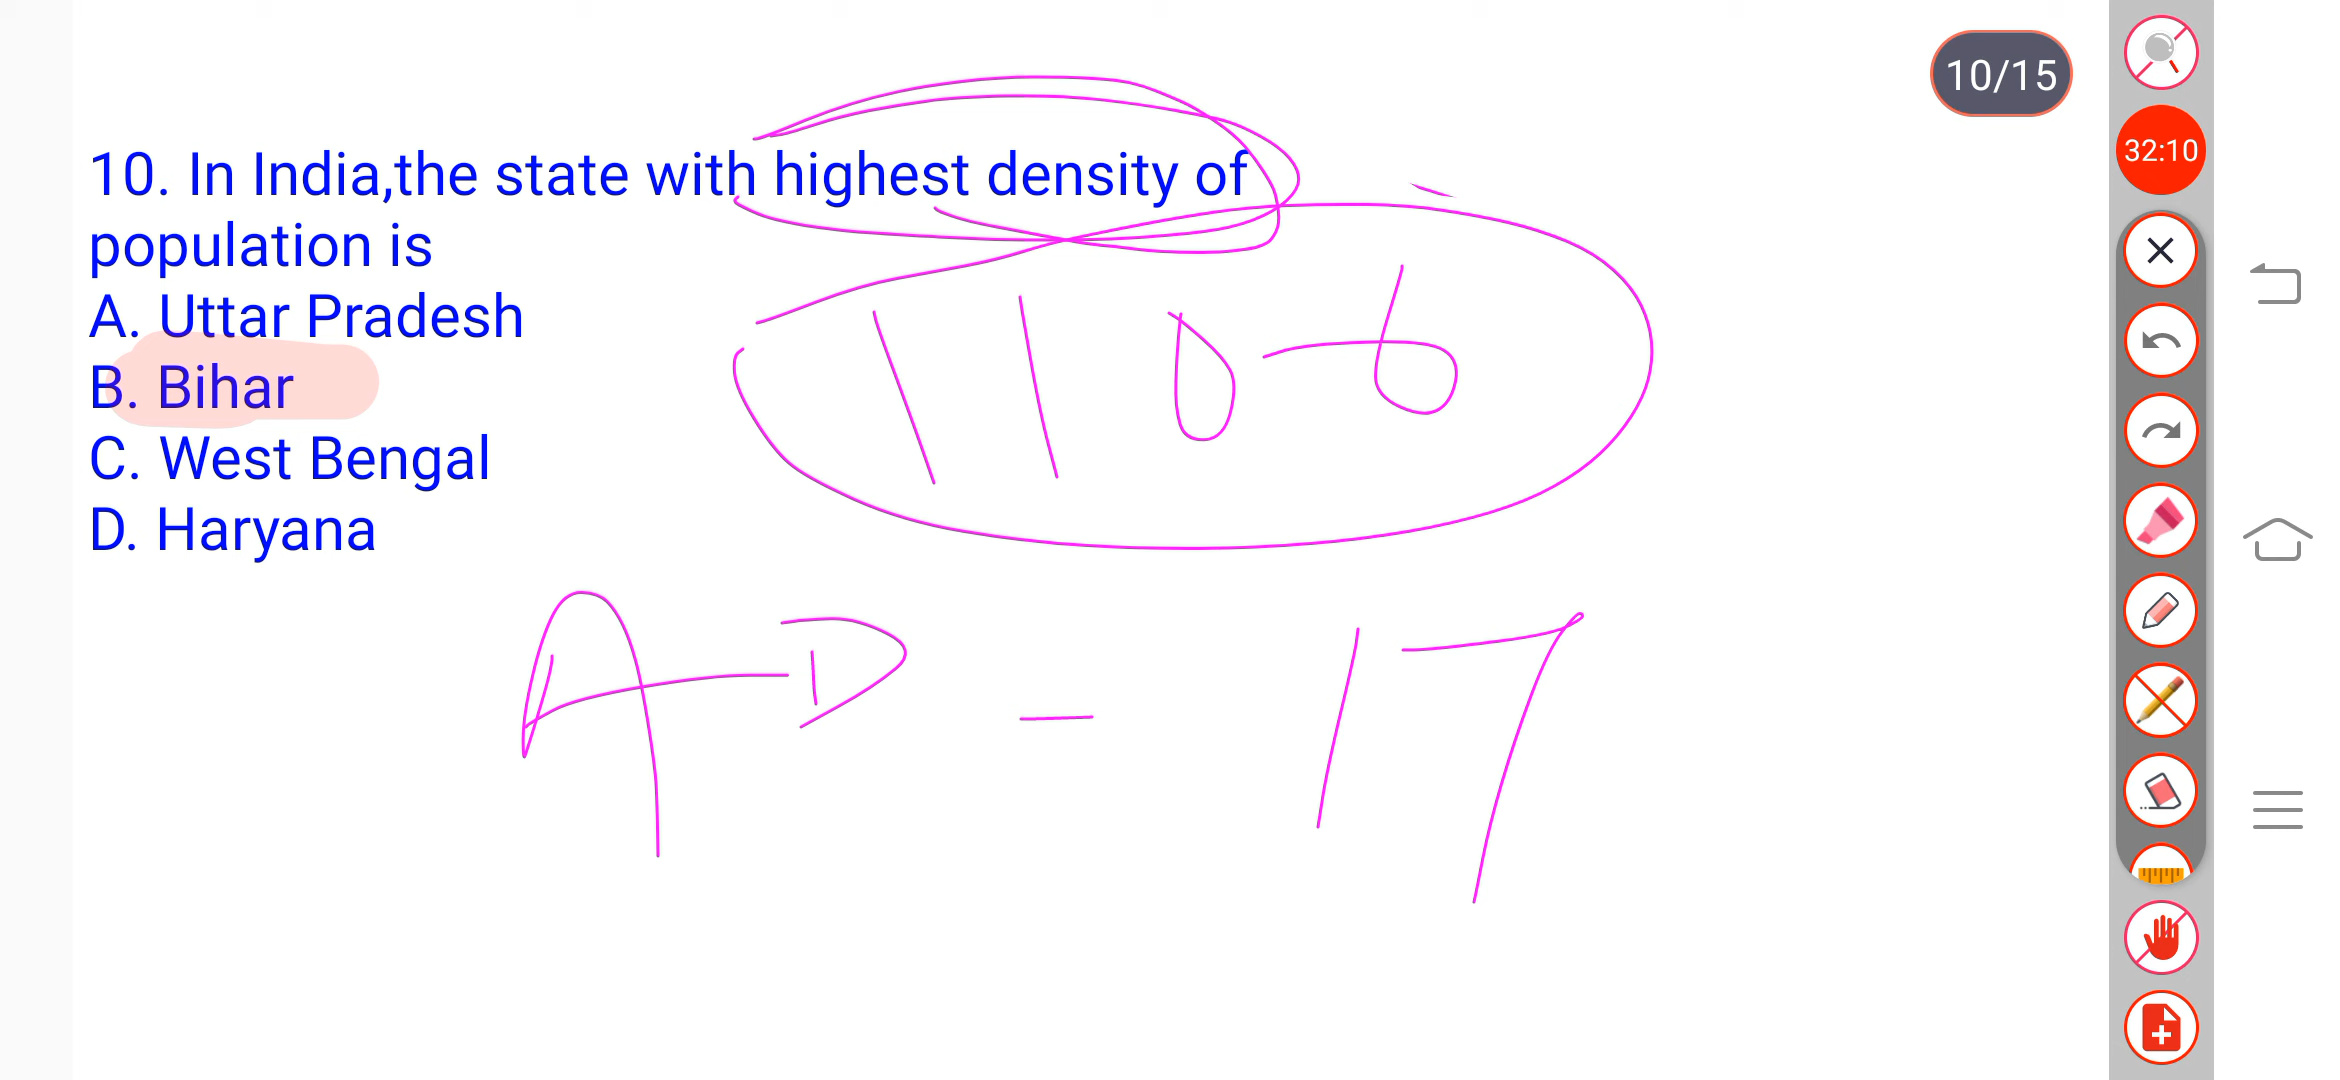 10/15
32:10
10. In India,the state with highest density of
population is
A. Uttar Pradesh
B. Bihar
C. West Bengal
D. Haryana
1106
AD - 17